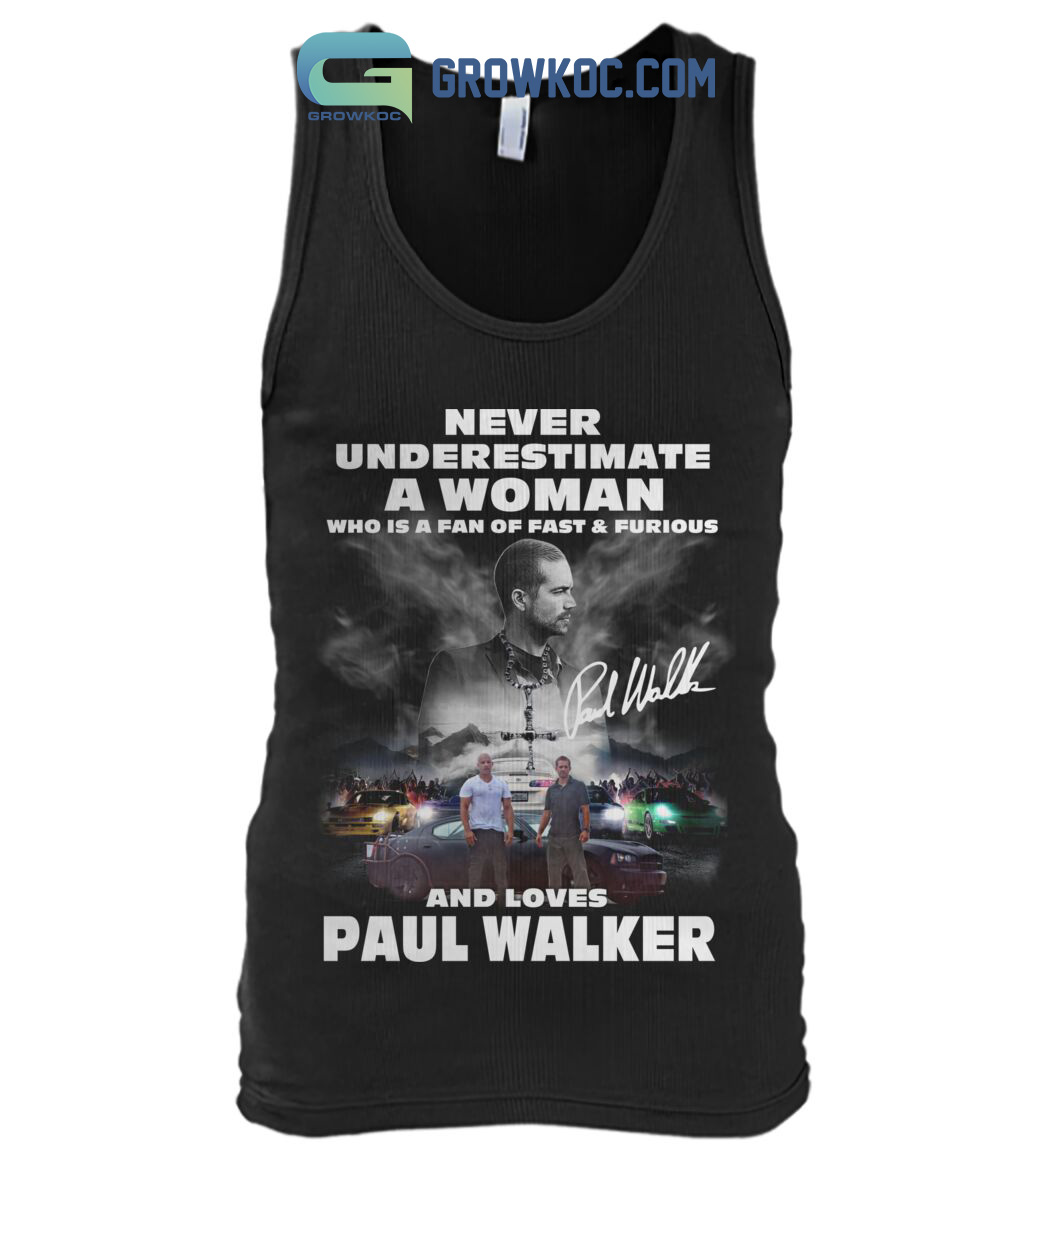 GROWKOC.COM
GROWKOC
NEVER
UNDERESTIMATE
A WOMAN
WHO IS A FAN OF FAST & FURIOUS
Paul Walker
AND LOVES
PAUL WALKER